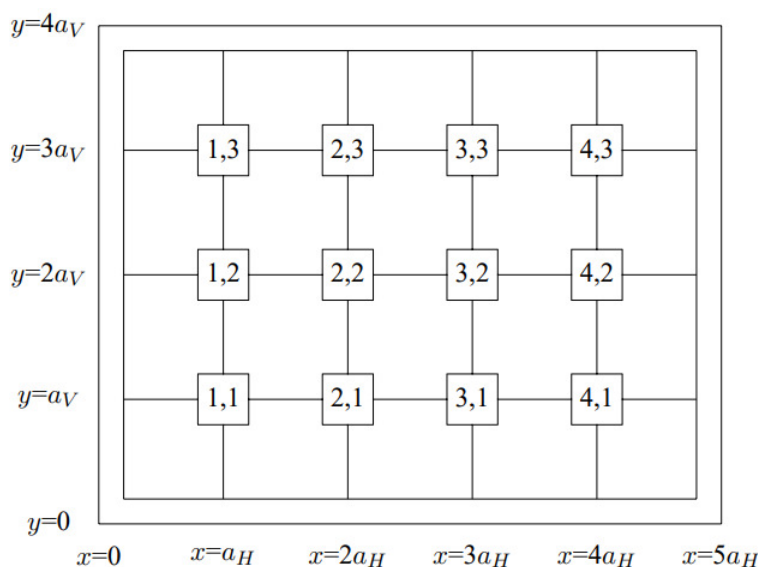 y=4a_V
y=3a_V 1,3 2,3 3,3 4,3
y=2a_V 1,2 2,2 3,2 4,2
y=a_V 1,1 2,1 3,1 4,1
y=0
x=0 x=a_H x=2a_H x=3a_H x=4a_H x=5a_H